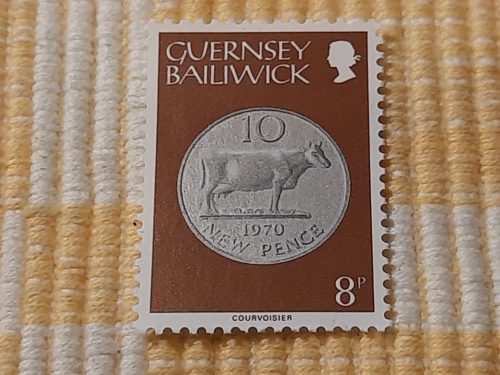 GUERNSEY
BAILIWICK
10
1970
NEW PENCE
8P
COURVOISIER